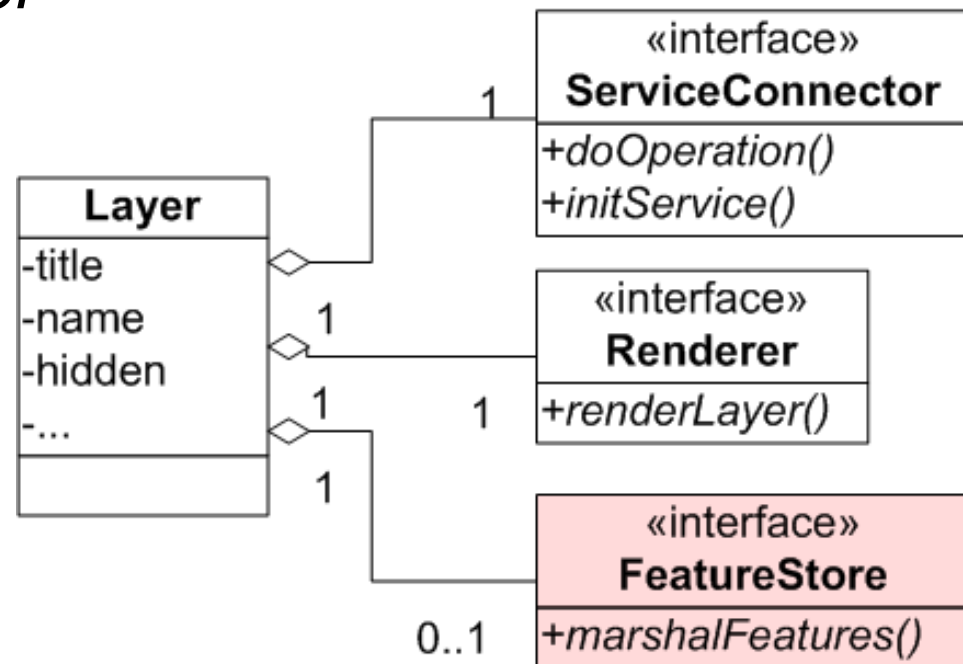 Layer
-title
-name
-hidden
-...
1
«interface»
ServiceConnector
+doOperation()
+initService()
1
1
«interface»
Renderer
+renderLayer()
1
1
0..1
«interface»
FeatureStore
+marshalFeatures()